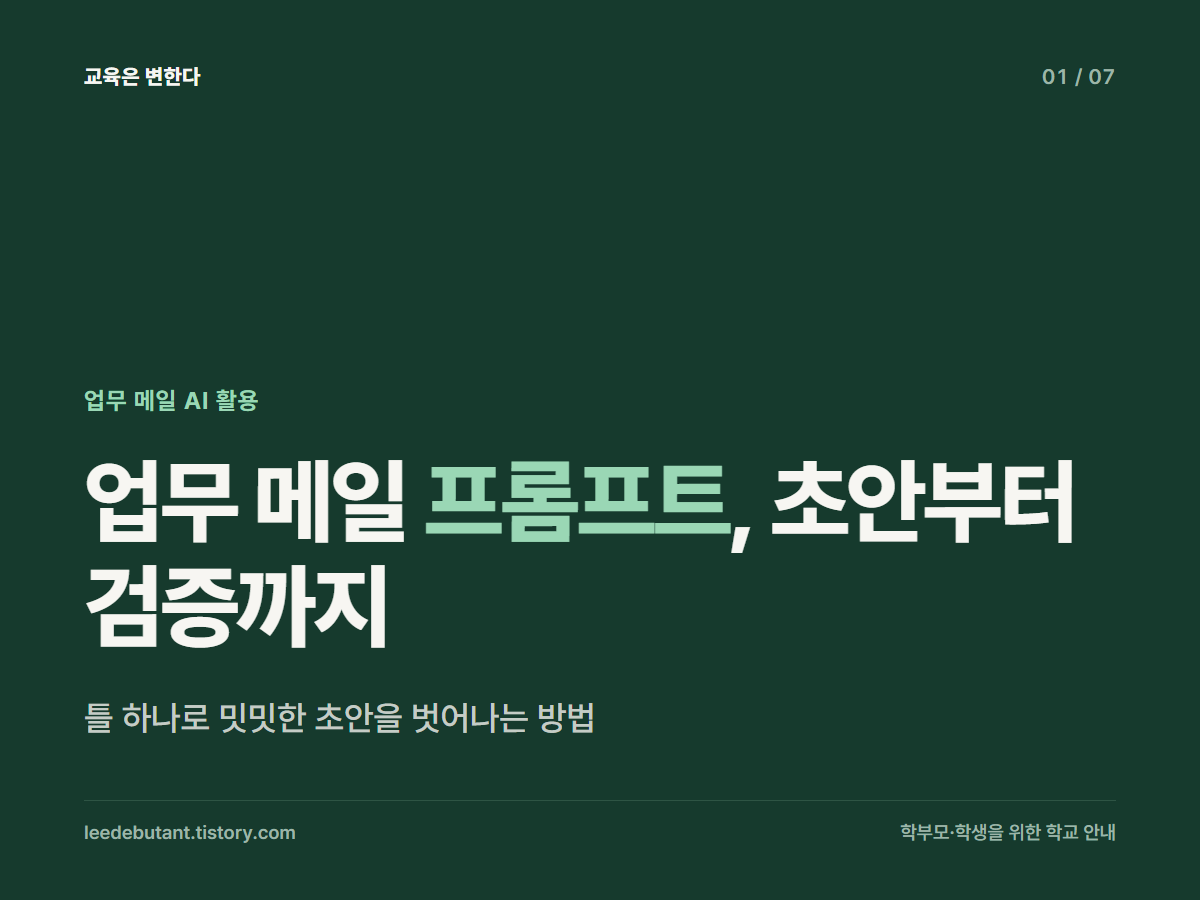 교육은 변한다
01 / 07
업무 메일 AI 활용
업무 메일 프롬프트, 초안부터
검증까지
틀 하나로 밋밋한 초안을 벗어나는 방법
leedebutant.tistory.com
학부모·학생을 위한 학교 안내